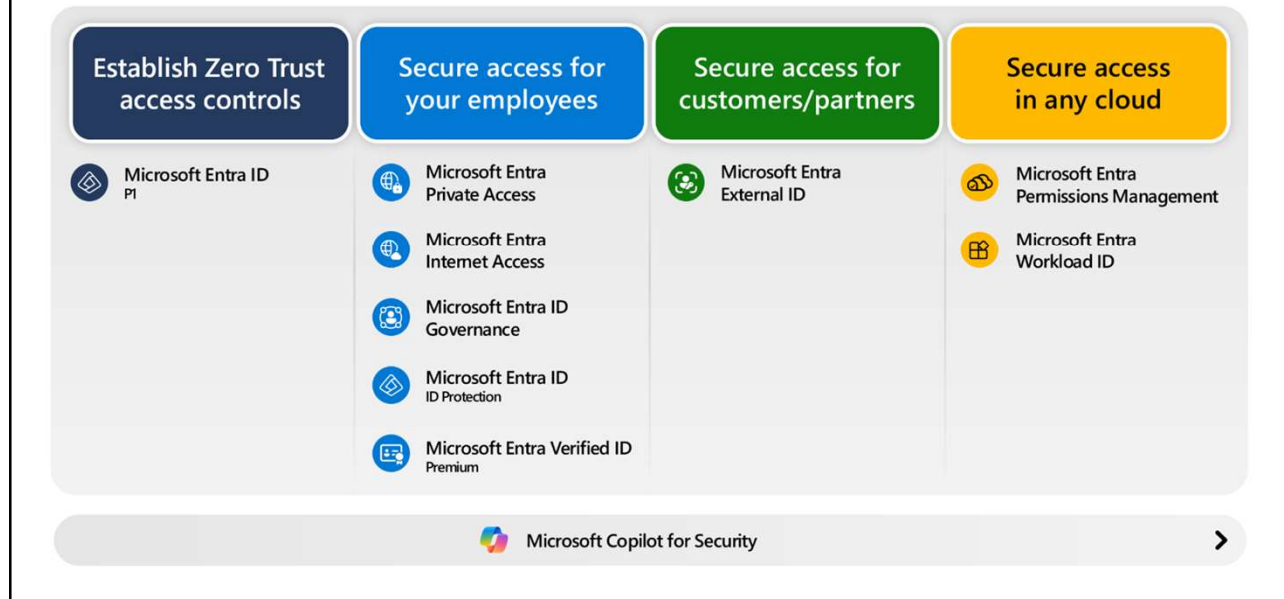 Establish Zero Trust
access controls
Microsoft Entra ID
P1
Secure access for
your employees
Microsoft Entra
Private Access
Microsoft Entra
Internet Access
Microsoft Entra ID
Governance
Microsoft Entra ID
ID Protection
Microsoft Entra Verified ID
Premium
Secure access for
customers/partners
Microsoft Entra
External ID
Secure access
in any cloud
Microsoft Entra
Permissions Management
Microsoft Entra
Workload ID
Microsoft Copilot for Security